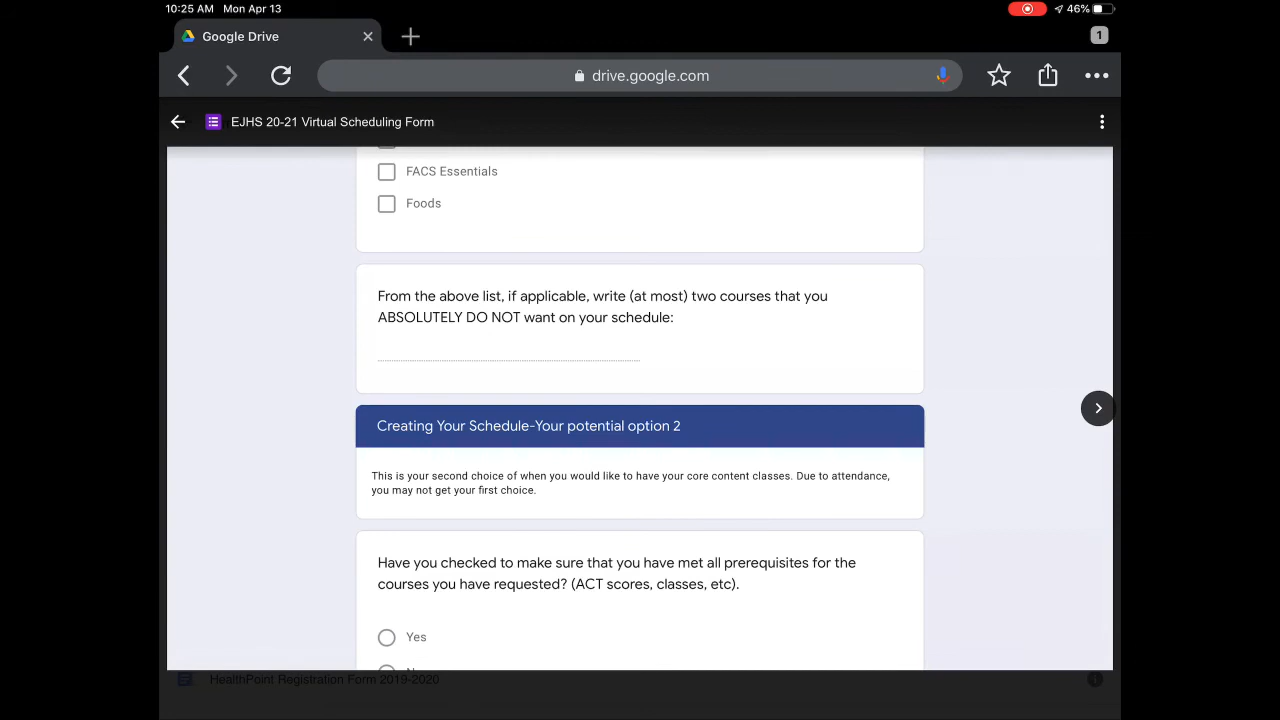 10:25 AM Mon Apr 13
46%
Google Drive
1
drive.google.com
EJHS 20-21 Virtual Scheduling Form
FACS Essentials
Foods
From the above list, if applicable, write (at most) two courses that you
ABSOLUTELY DO NOT want on your schedule:
Creating Your Schedule-Your potential option 2
This is your second choice of when you would like to have your core content classes. Due to attendance,
you may not get your first choice.
Have you checked to make sure that you have met all prerequisites for the
courses you have requested? (ACT scores, classes, etc).
Yes
HealthPoint Registration Form 2019-2020